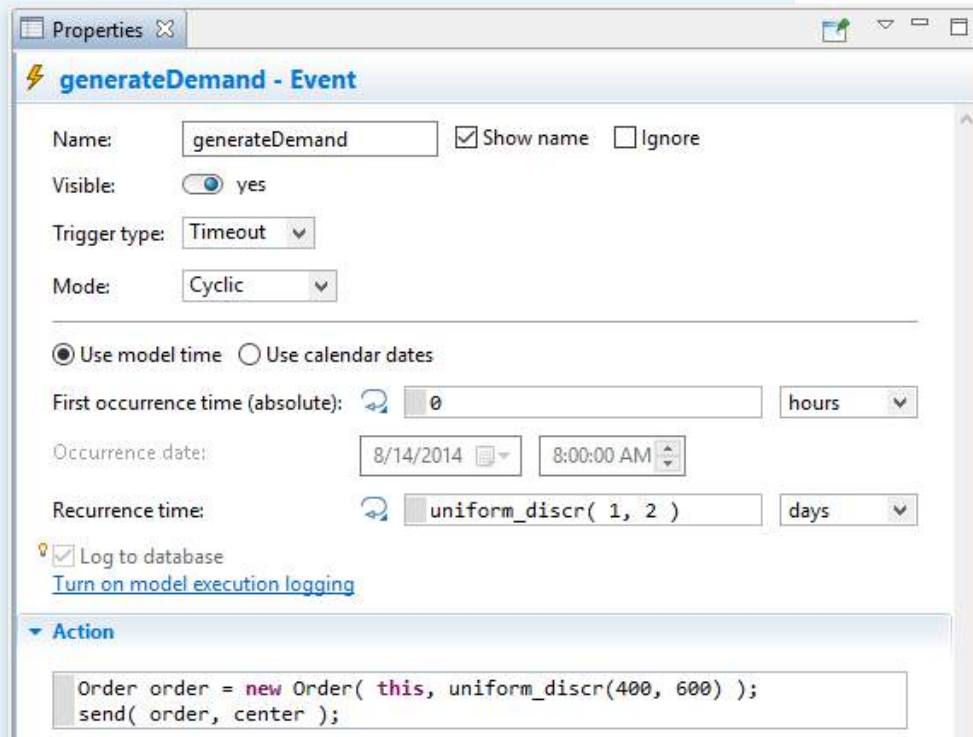 Properties
generateDemand - Event
Name: generateDemand Show name Ignore
Visible: yes
Trigger type: Timeout
Mode: Cyclic
Use model time Use calendar dates
First occurrence time (absolute): 0 hours
Occurrence date: 8/14/2014 8:00:00 AM
Recurrence time: uniform_discr( 1, 2 ) days
Log to database
Turn on model execution logging
Action
Order order = new Order( this, uniform_discr(400, 600) );
send( order, center );